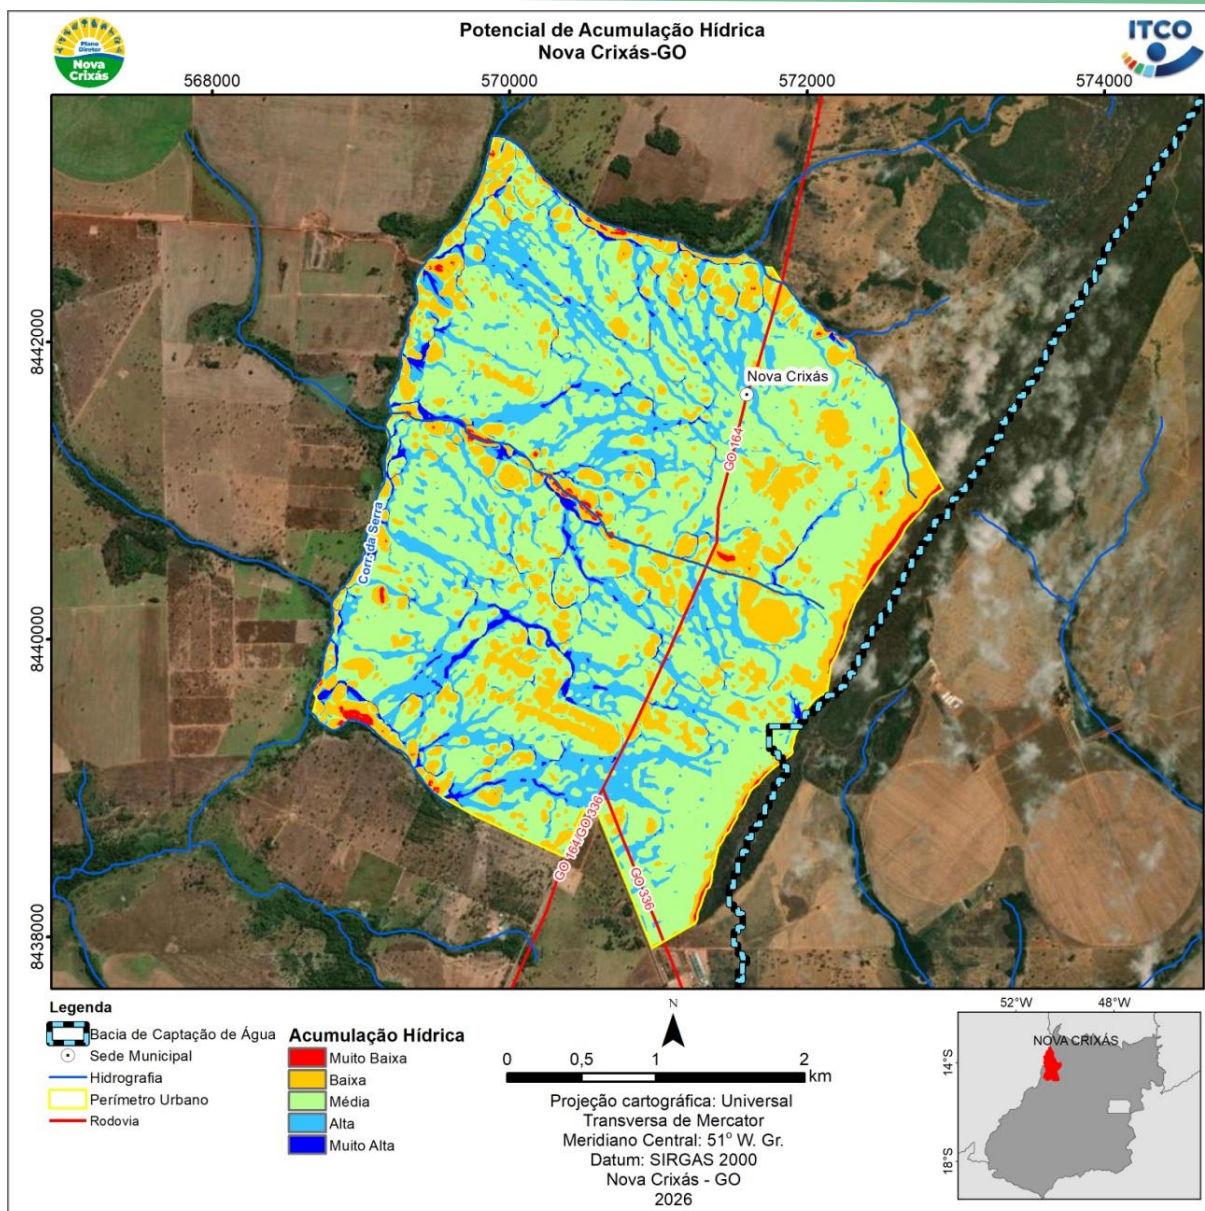 Plano
Diretor
Nova
Crixás
Potencial de Acumulação Hídrica
Nova Crixás-GO
ITCO
568000
570000
572000
574000
8442000
8440000
8438000
Nova Crixás
GO 164
Corr. da Serra
GO 164/GO 336
GO 336
Legenda
Bacia de Captação de Água
Sede Municipal
Hidrografia
Perímetro Urbano
Rodovia
Acumulação Hídrica
Muito Baixa
Baixa
Média
Alta
Muito Alta
N
0 0,5 1 2
km
Projeção cartográfica: Universal
Transversa de Mercator
Meridiano Central: 51° W. Gr.
Datum: SIRGAS 2000
Nova Crixás - GO
2026
52°W 48°W
NOVA CRIXÁS
14°S
18°S